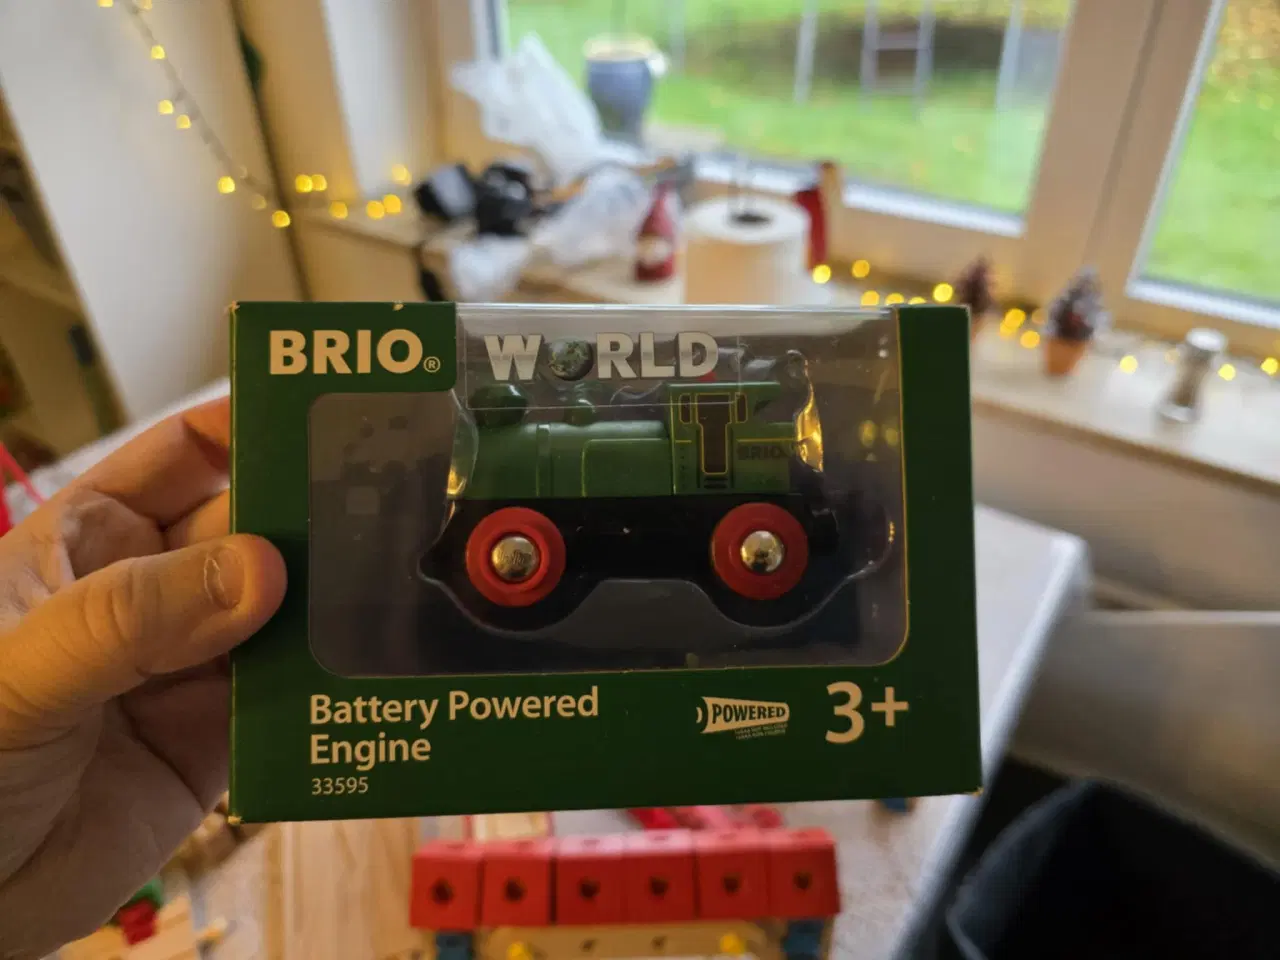 BRIO®
WORLD
BRIO
Battery Powered
Engine
33595
POWERED
3+